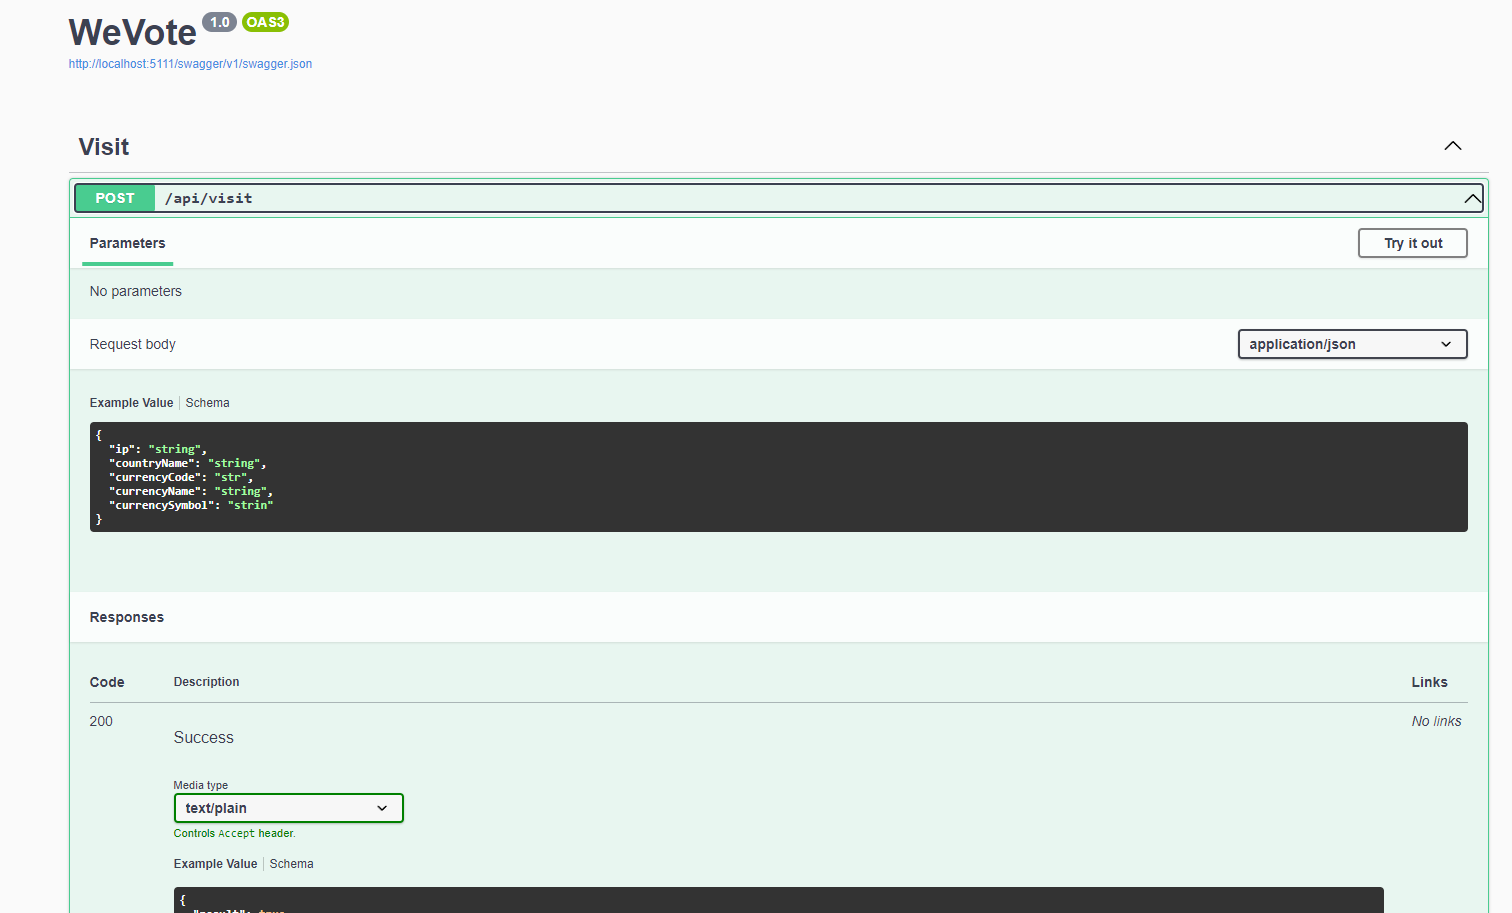 WeVote 1.0 OAS3
http://localhost:5111/swagger/v1/swagger.json
Visit
POST /api/visit
Parameters Try it out
No parameters
Request body application/json
Example Value Schema
{
"ip": "string",
"countryName": "string",
"currencyCode": "str",
"currencyName": "string",
"currencySymbol": "strin"
}
Responses
Code Description Links
200 No links
Success
Media type
text/plain
Controls Accept header.
Example Value Schema
{
"result": true